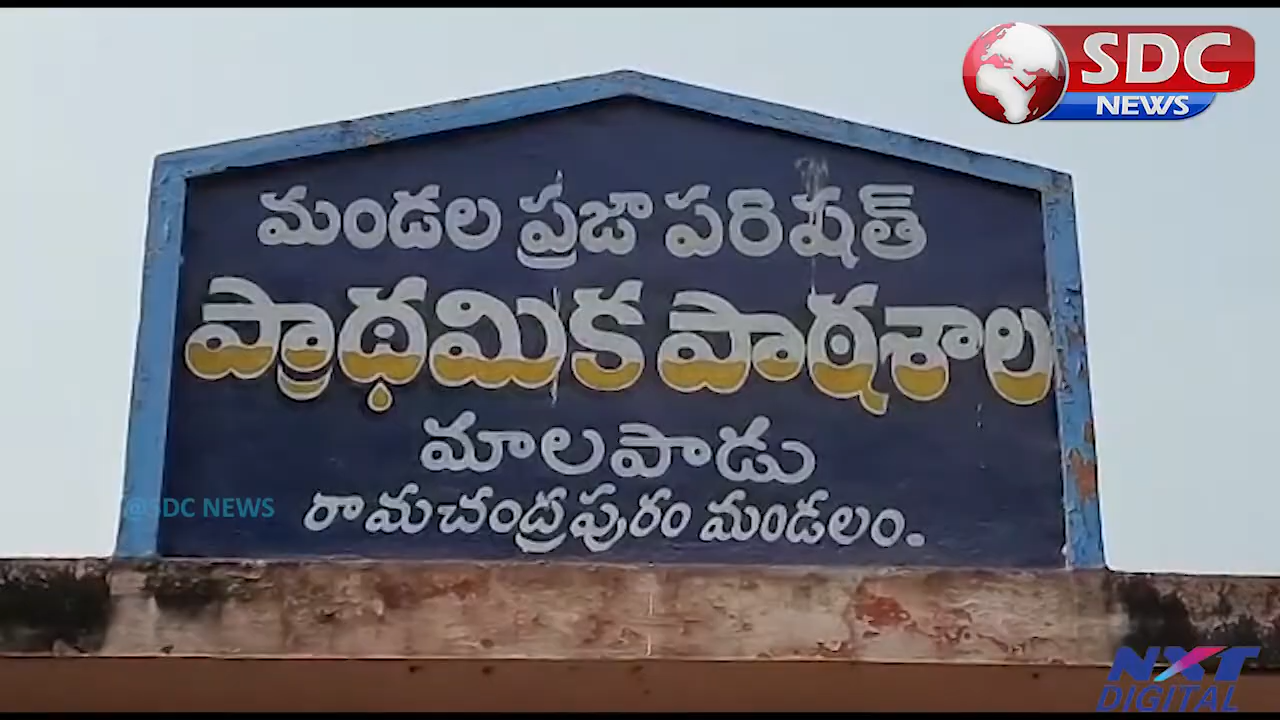 SDC
NEWS
మండల ప్రజా పరిషత్
ప్రాథమిక పాఠశాల
మాలపాడు
రామచంద్రపురం మండలం.
@SDC NEWS
NXT
DIGITAL